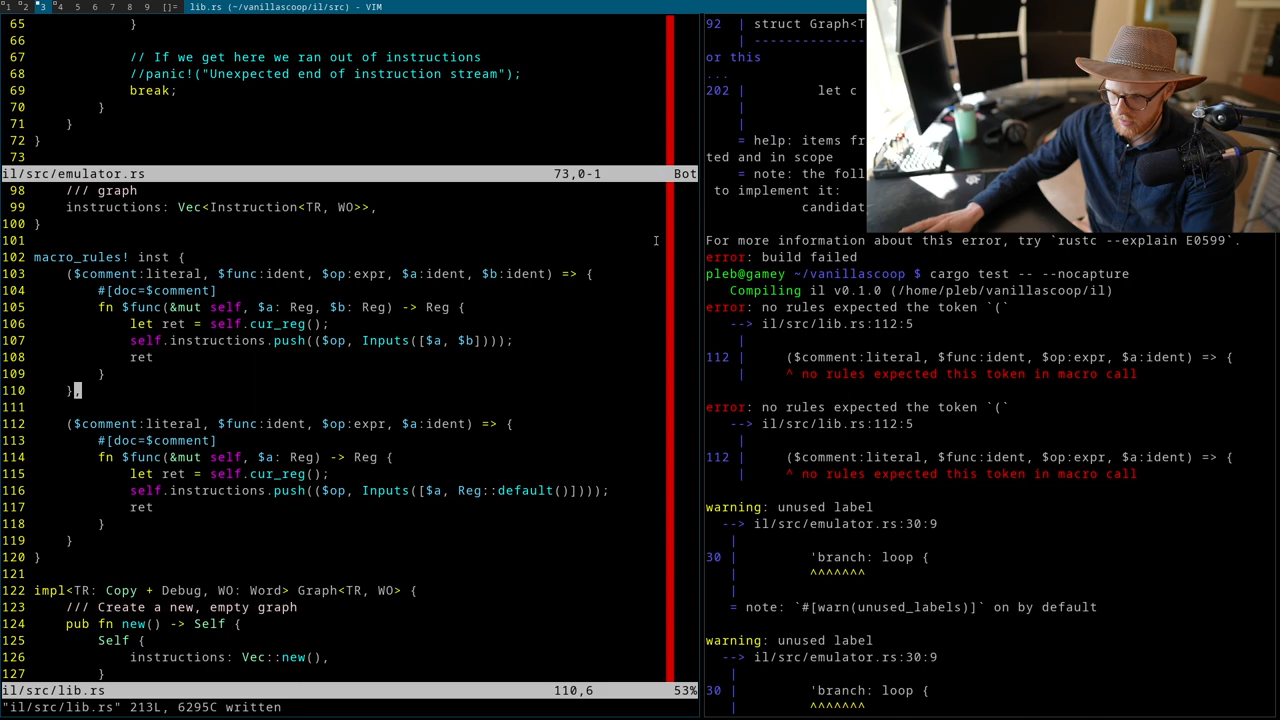 1 2 3 4 5 6 7 8 9 []= lib.rs (~/vanillascoop/il/src) - VIM
65             }
66
67             // If we get here we ran out of instructions
68             //panic!("Unexpected end of instruction stream");
69             break;
70         }
71     }
72 }
73
il/src/emulator.rs 73,0-1 Bot
98     /// graph
99     instructions: Vec<Instruction<TR, WO>>,
100 }
101
102 macro_rules! inst {
103     ($comment:literal, $func:ident, $op:expr, $a:ident, $b:ident) => {
104         #[doc=$comment]
105         fn $func(&mut self, $a: Reg, $b: Reg) -> Reg {
106             let ret = self.cur_reg();
107             self.instructions.push(($op, Inputs([$a, $b])));
108             ret
109         }
110     },
111
112     ($comment:literal, $func:ident, $op:expr, $a:ident) => {
113         #[doc=$comment]
114         fn $func(&mut self, $a: Reg) -> Reg {
115             let ret = self.cur_reg();
116             self.instructions.push(($op, Inputs([$a, Reg::default()])));
117             ret
118         }
119     }
120 }
121
122 impl<TR: Copy + Debug, WO: Word> Graph<TR, WO> {
123     /// Create a new, empty graph
124     pub fn new() -> Self {
125         Self {
126             instructions: Vec::new(),
127         }
il/src/lib.rs 110,6 53%
"il/src/lib.rs" 213L, 6295C written
92  | struct Graph<T
    | --------------
or this
...
202 |         let c
    |
    |
    = help: items fr
ted and in scope
    = note: the foll
 to implement it:
            candidat
For more information about this error, try `rustc --explain E0599`.
error: build failed
pleb@gamey ~/vanillascoop $ cargo test -- --nocapture
   Compiling il v0.1.0 (/home/pleb/vanillascoop/il)
error: no rules expected the token `(`
   --> il/src/lib.rs:112:5
    |
112 |     ($comment:literal, $func:ident, $op:expr, $a:ident) => {
    |     ^ no rules expected this token in macro call
error: no rules expected the token `(`
   --> il/src/lib.rs:112:5
    |
112 |     ($comment:literal, $func:ident, $op:expr, $a:ident) => {
    |     ^ no rules expected this token in macro call
warning: unused label
  --> il/src/emulator.rs:30:9
   |
30 |         'branch: loop {
   |         ^^^^^^^
   |
   = note: `#[warn(unused_labels)]` on by default
warning: unused label
  --> il/src/emulator.rs:30:9
   |
30 |         'branch: loop {
   |         ^^^^^^^